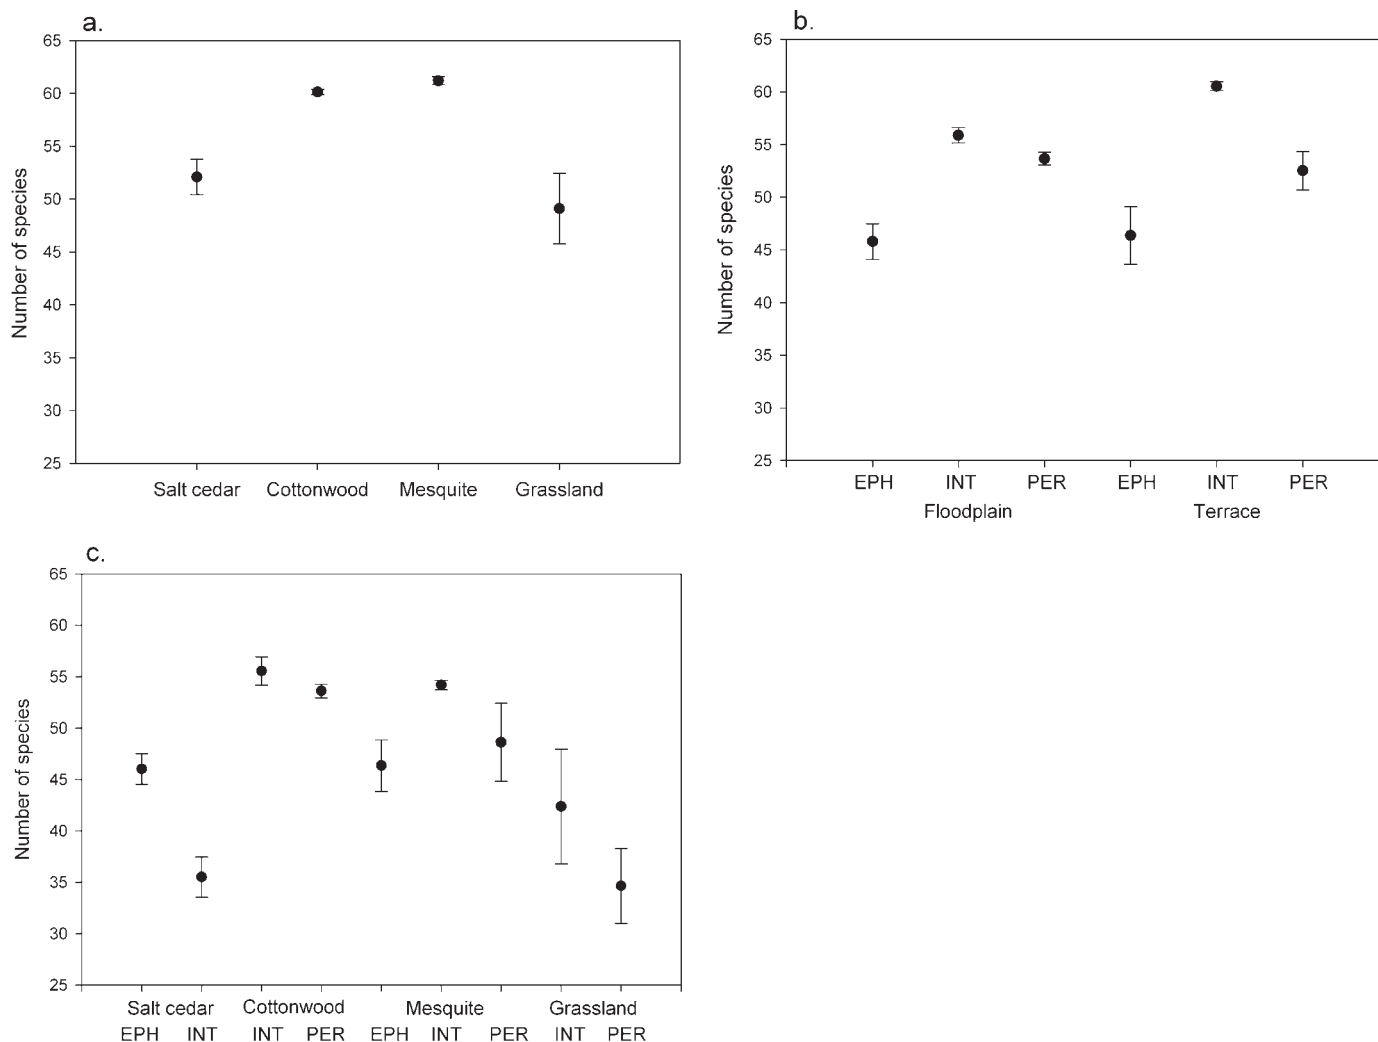 a.
Number of species
65
60
55
50
45
40
35
30
25
Salt cedar Cottonwood Mesquite Grassland
b.
Number of species
65
60
55
50
45
40
35
30
25
EPH INT PER EPH INT PER
Floodplain Terrace
c.
Number of species
65
60
55
50
45
40
35
30
25
Salt cedar Cottonwood Mesquite Grassland
EPH INT INT PER EPH INT PER INT PER